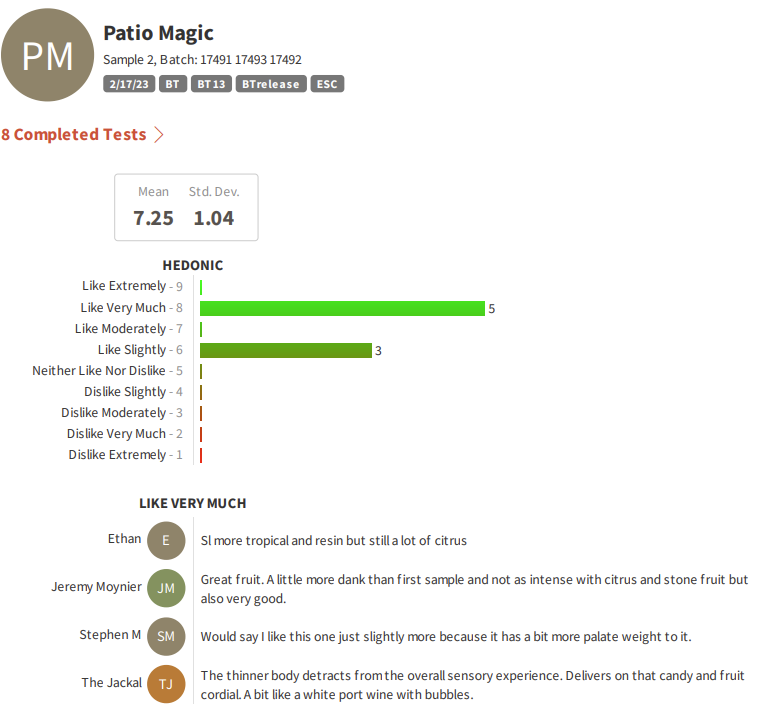 PM
Patio Magic
Sample 2, Batch: 17491 17493 17492
2/17/23 BT BT 13 BTrelease ESC
8 Completed Tests
Mean Std. Dev.
7.25 1.04
HEDONIC
Like Extremely - 9
Like Very Much - 8 5
Like Moderately - 7
Like Slightly - 6 3
Neither Like Nor Dislike - 5
Dislike Slightly - 4
Dislike Moderately - 3
Dislike Very Much - 2
Dislike Extremely - 1
LIKE VERY MUCH
Ethan E Sl more tropical and resin but still a lot of citrus
Jeremy Moynier JM Great fruit. A little more dank than first sample and not as intense with citrus and stone fruit but
also very good.
Stephen M SM Would say I like this one just slightly more because it has a bit more palate weight to it.
The Jackal TJ The thinner body detracts from the overall sensory experience. Delivers on that candy and fruit
cordial. A bit like a white port wine with bubbles.